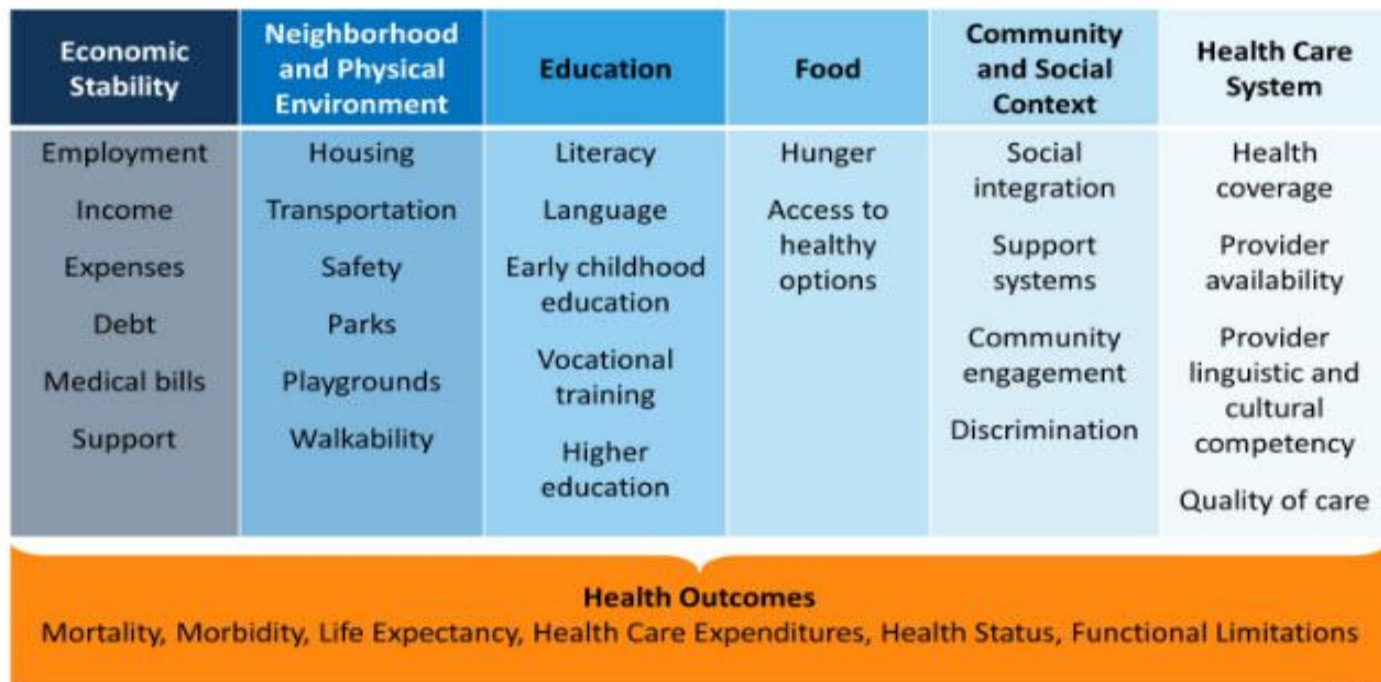 Economic
Stability
Neighborhood
and Physical
Environment
Education
Food
Community
and Social
Context
Health Care
System
Employment
Income
Expenses
Debt
Medical bills
Support
Housing
Transportation
Safety
Parks
Playgrounds
Walkability
Literacy
Language
Early childhood
education
Vocational
training
Higher
education
Hunger
Access to
healthy
options
Social
integration
Support
systems
Community
engagement
Discrimination
Health
coverage
Provider
availability
Provider
linguistic and
cultural
competency
Quality of care
Health Outcomes
Mortality, Morbidity, Life Expectancy, Health Care Expenditures, Health Status, Functional Limitations